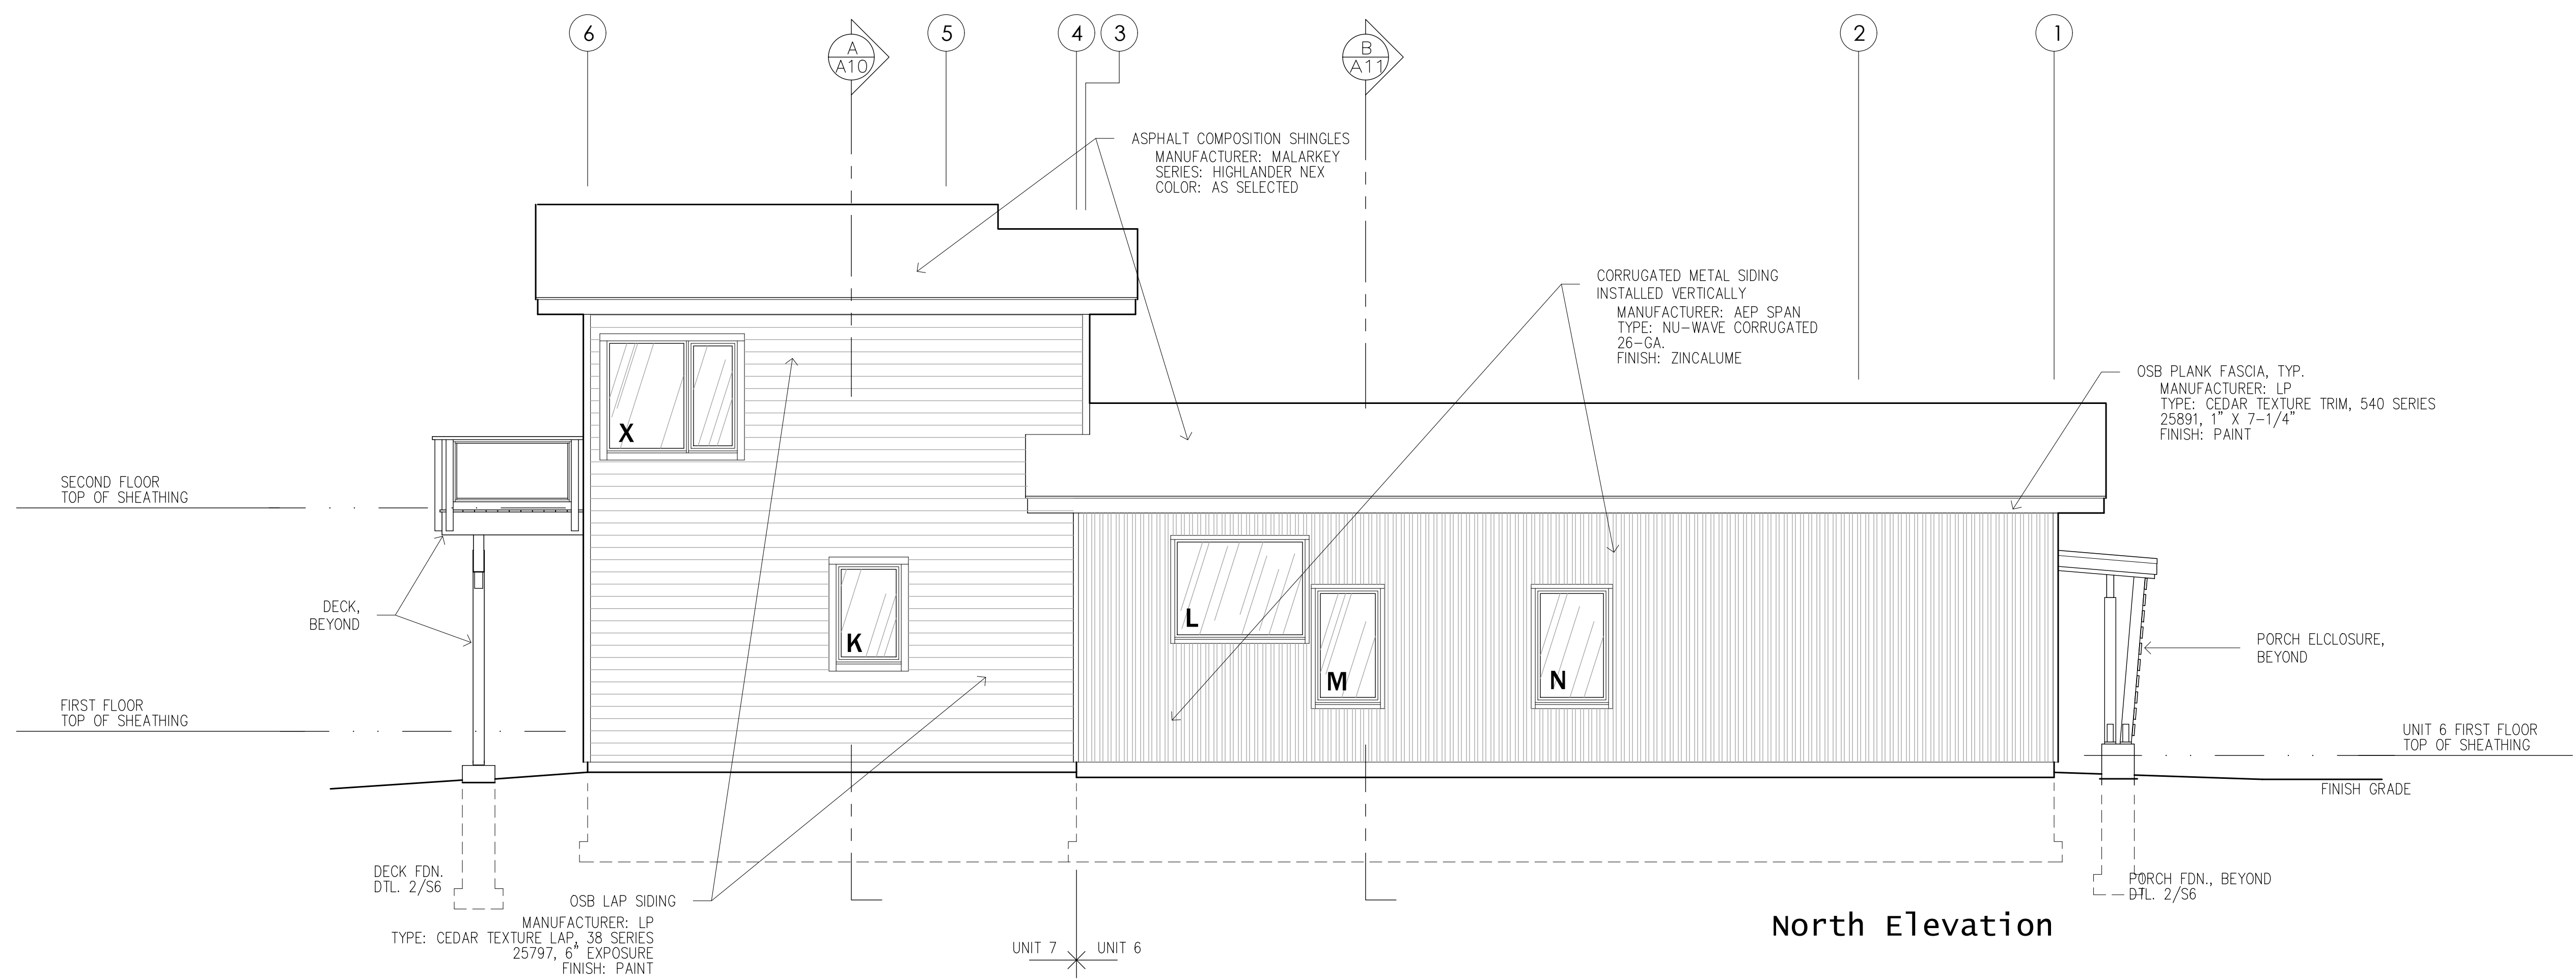 6
A
A10
5
4
3
B
A11
2
1
ASPHALT COMPOSITION SHINGLES
MANUFACTURER: MALARKEY
SERIES: HIGHLANDER NEX
COLOR: AS SELECTED
CORRUGATED METAL SIDING
INSTALLED VERTICALLY
MANUFACTURER: AEP SPAN
TYPE: NU-WAVE CORRUGATED
26-GA.
FINISH: ZINCALUME
OSB PLANK FASCIA, TYP.
MANUFACTURER: LP
TYPE: CEDAR TEXTURE TRIM, 540 SERIES
25891, 1" X 7-1/4"
FINISH: PAINT
X
SECOND FLOOR
TOP OF SHEATHING
DECK,
BEYOND
K
L
M
N
PORCH ELCLOSURE,
BEYOND
FIRST FLOOR
TOP OF SHEATHING
UNIT 6 FIRST FLOOR
TOP OF SHEATHING
FINISH GRADE
DECK FDN.
DTL. 2/S6
PORCH FDN., BEYOND
DTL. 2/S6
OSB LAP SIDING
MANUFACTURER: LP
TYPE: CEDAR TEXTURE LAP, 38 SERIES
25797, 6" EXPOSURE
FINISH: PAINT
UNIT 7
UNIT 6
North Elevation